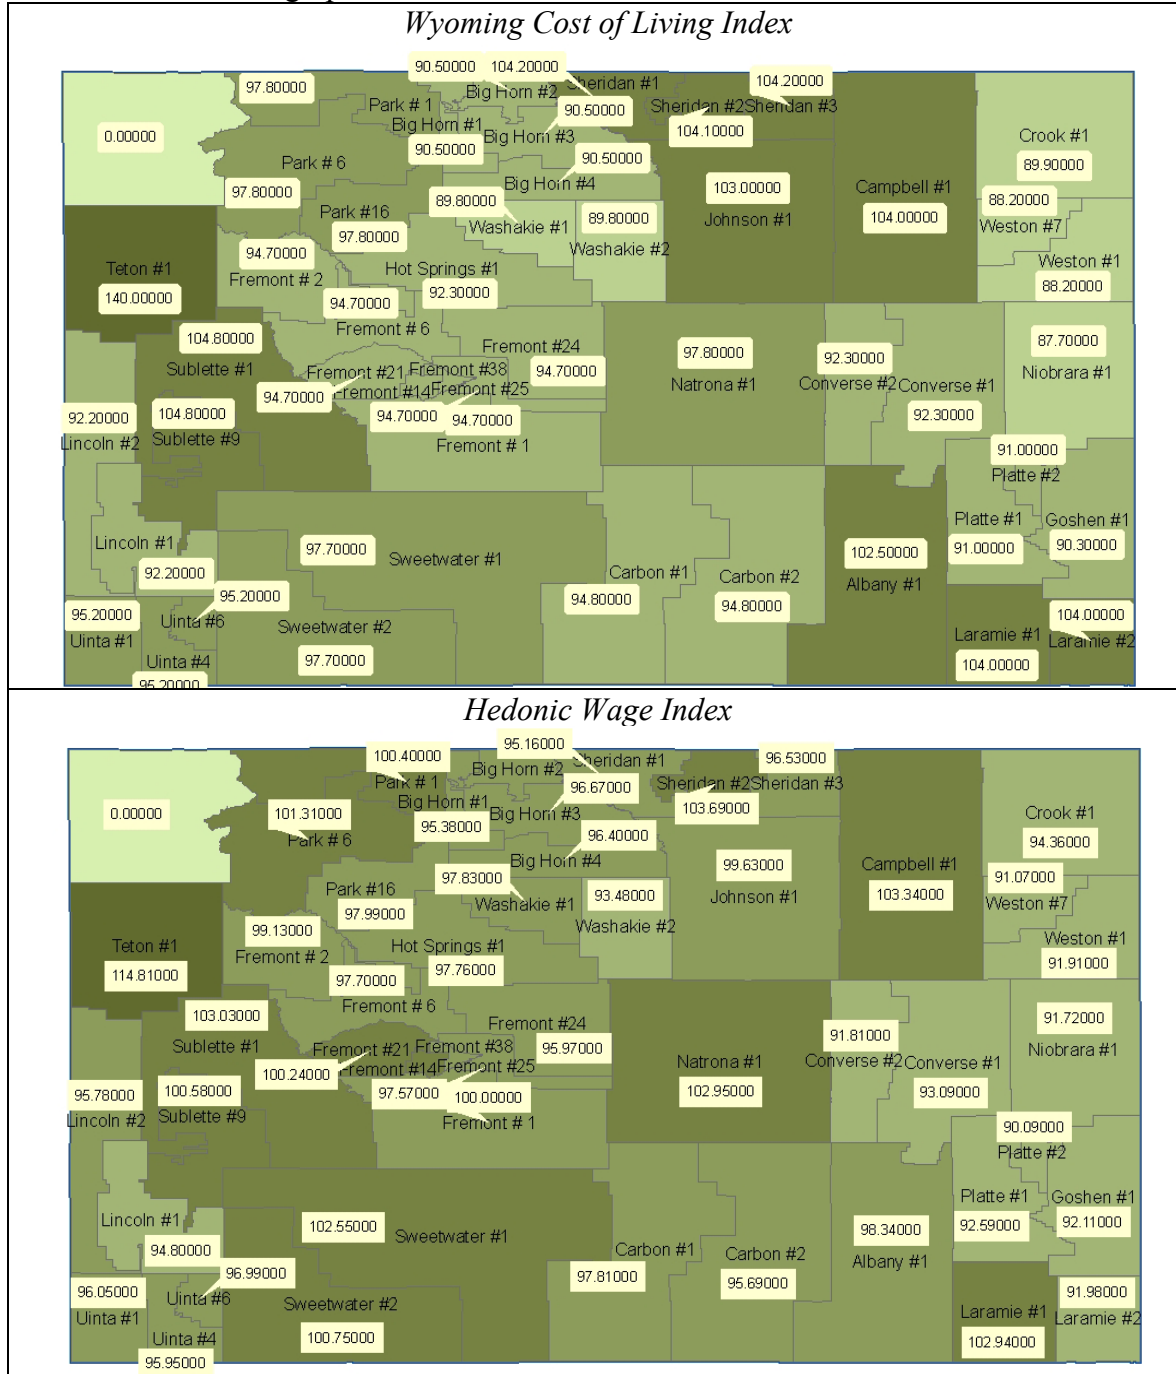 Wyoming Cost of Living Index
90.50000 104.20000
97.80000 Sheridan #1 104.20000
Big Horn #2
Park # 1 90.50000 Sheridan #2 Sheridan #3
0.00000 Big Horn #1 Big Horn #3 104.10000 Crook #1
90.50000 90.50000
Park # 6 89.90000
97.80000 Big Horn #4 103.00000 Campbell #1
89.80000 89.80000 88.20000
Park #16 Washakie #1 Johnson #1 104.00000 Weston #7
97.80000 Washakie #2
94.70000 Weston #1
Teton #1 Fremont # 2 Hot Springs #1 88.20000
140.00000 94.70000 92.30000
Fremont # 6
104.80000 Fremont #24 87.70000
Sublette #1 97.80000 92.30000
Fremont #21 Fremont #38 94.70000 Natrona #1 Converse #2 Converse #1 Niobrara #1
94.70000 Fremont #14 Fremont #25
92.20000 104.80000 94.70000 94.70000 92.30000
Lincoln #2 Sublette #9 Fremont # 1
91.00000
Platte #2
Platte #1 Goshen #1
Lincoln #1 97.70000 Sweetwater #1 102.50000 91.00000 90.30000
92.20000 Carbon #1 Carbon #2 Albany #1
95.20000 95.20000 94.80000 94.80000 104.00000
Uinta #1 Uinta #6 Sweetwater #2 Laramie #1 Laramie #2
Uinta #4 97.70000 104.00000
95.20000
Hedonic Wage Index
100.40000 95.16000 Sheridan #1 96.53000
Park # 1 Big Horn #2 96.67000 Sheridan #2 Sheridan #3
0.00000 101.31000 Big Horn #1 Big Horn #3 103.69000 Crook #1
Park # 6 95.38000 96.40000 94.36000
Big Horn #4 99.63000 Campbell #1
97.83000 93.48000 91.07000
Park #16 Washakie #1 Johnson #1 103.34000 Weston #7
97.99000 Washakie #2
99.13000 Weston #1
Teton #1 Fremont # 2 Hot Springs #1 91.91000
114.81000 97.70000 97.76000
Fremont # 6
103.03000 Fremont #24 91.72000
Sublette #1 91.81000
Fremont #21 Fremont #38 95.97000 Natrona #1 Converse #2 Converse #1 Niobrara #1
100.24000 Fremont #14 Fremont #25
95.78000 100.58000 97.57000 100.00000 102.95000 93.09000
Lincoln #2 Sublette #9 Fremont # 1
90.09000
Platte #2
Platte #1 Goshen #1
Lincoln #1 102.55000 Sweetwater #1 98.34000 92.59000 92.11000
94.80000 Carbon #1 Carbon #2 Albany #1
96.05000 96.99000 97.81000 95.69000 91.98000
Uinta #1 Uinta #6 Sweetwater #2 Laramie #1 Laramie #2
Uinta #4 100.75000 102.94000
95.95000